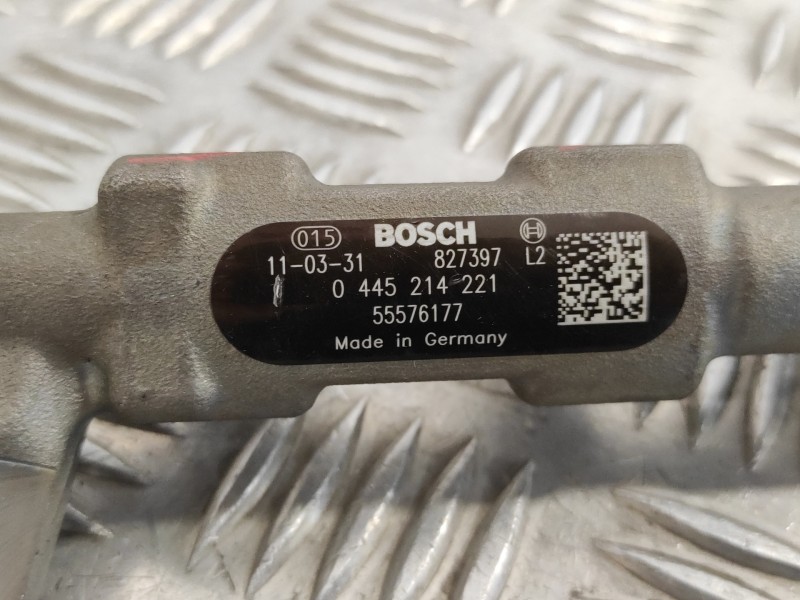 015 BOSCH
11-03-31 827397 L2
0 445 214 221
55576177
Made in Germany